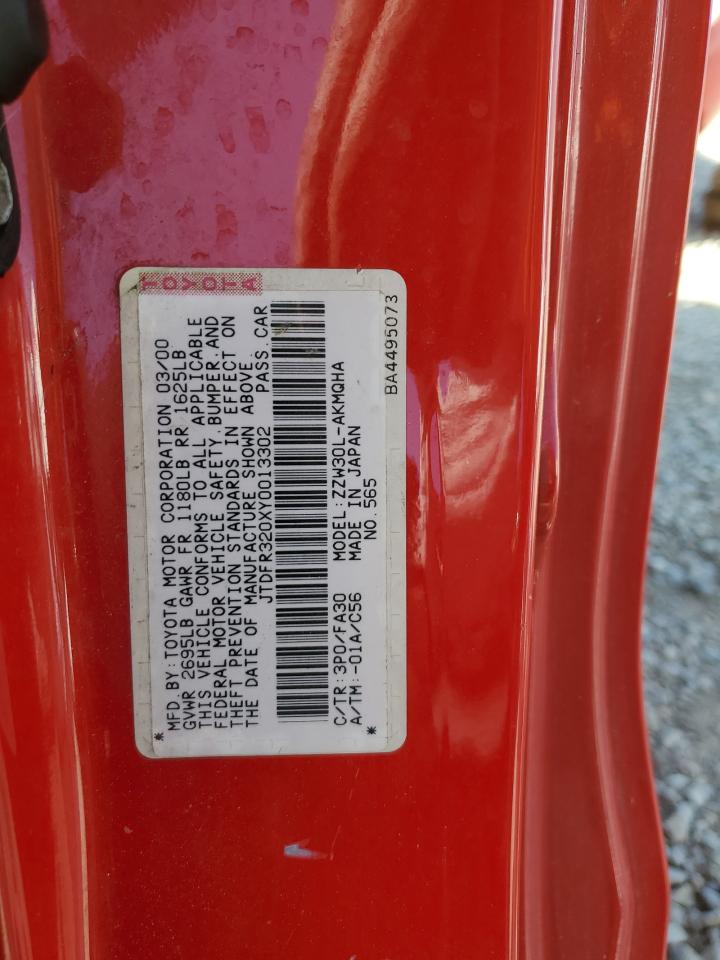 TOYOTA
MFD.BY:TOYOTA MOTOR CORPORATION 03/00
GVWR 2695LB GAWR FR 1180LB RR 1625LB
THIS VEHICLE CONFORMS TO ALL APPLICABLE
FEDERAL MOTOR VEHICLE SAFETY,BUMPER,AND
THEFT PREVENTION STANDARDS IN EFFECT ON
THE DATE OF MANUFACTURE SHOWN ABOVE.
JTDFR320XY0013302 PASS.CAR
C/TR:3P0/FA30 MODEL:ZZW30L-AKMQHA
A/TM:-01A/C56 MADE IN JAPAN
* NO.565 *
BA4495073